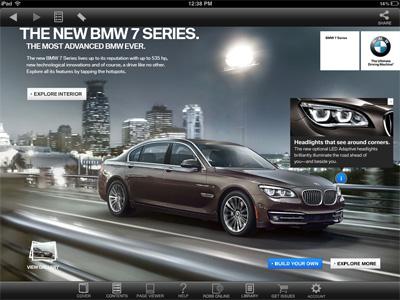 iPad
12:38 PM
14%
SHARE
THE NEW BMW 7 SERIES.
THE MOST ADVANCED BMW EVER.
The new BMW 7 Series lives up to its reputation with up to 535 hp,
new technological innovations and of course, a drive like no other.
Explore all its features by tapping the hotspots.
EXPLORE INTERIOR
BMW 7 Series
The Ultimate
Driving Machine®
Headlights that see around corners.
The new optional LED Adaptive headlights
brilliantly illuminate the road ahead of
you—and beside you.
i
VIEW GALLERY
BUILD YOUR OWN
EXPLORE MORE
COVER
CONTENTS
PAGE VIEWER
HELP
ROBB ONLINE
LIBRARY
GET ISSUES
ACCOUNT